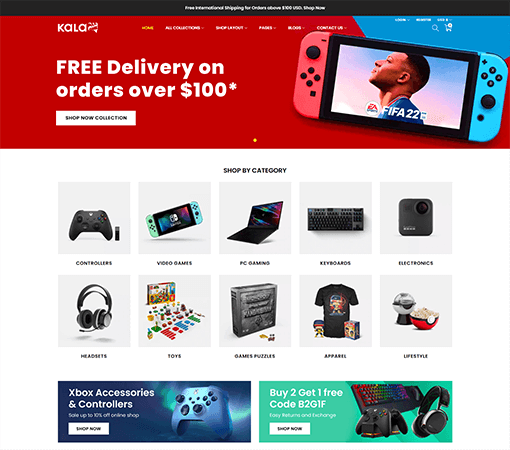 Free International Shipping for Orders above $100 USD. Shop Now
KALA
HOME ALL COLLECTIONS SHOP LAYOUT PAGES BLOGS CONTACT US
LOGIN REGISTER
0
FREE Delivery on
orders over $100*
SHOP NOW COLLECTION
EA
SPORTS
FIFA 22
SHOP BY CATEGORY
CONTROLLERS
VIDEO GAMES
PC GAMING
KEYBOARDS
ELECTRONICS
HEADSETS
TOYS
GAMES PUZZLES
APPAREL
LIFESTYLE
Xbox Accessories
& Controllers
Sale up to 10% off online shop
SHOP NOW
Buy 2 Get 1 free
Code B2G1F
Easy Returns and Exchange
SHOP NOW